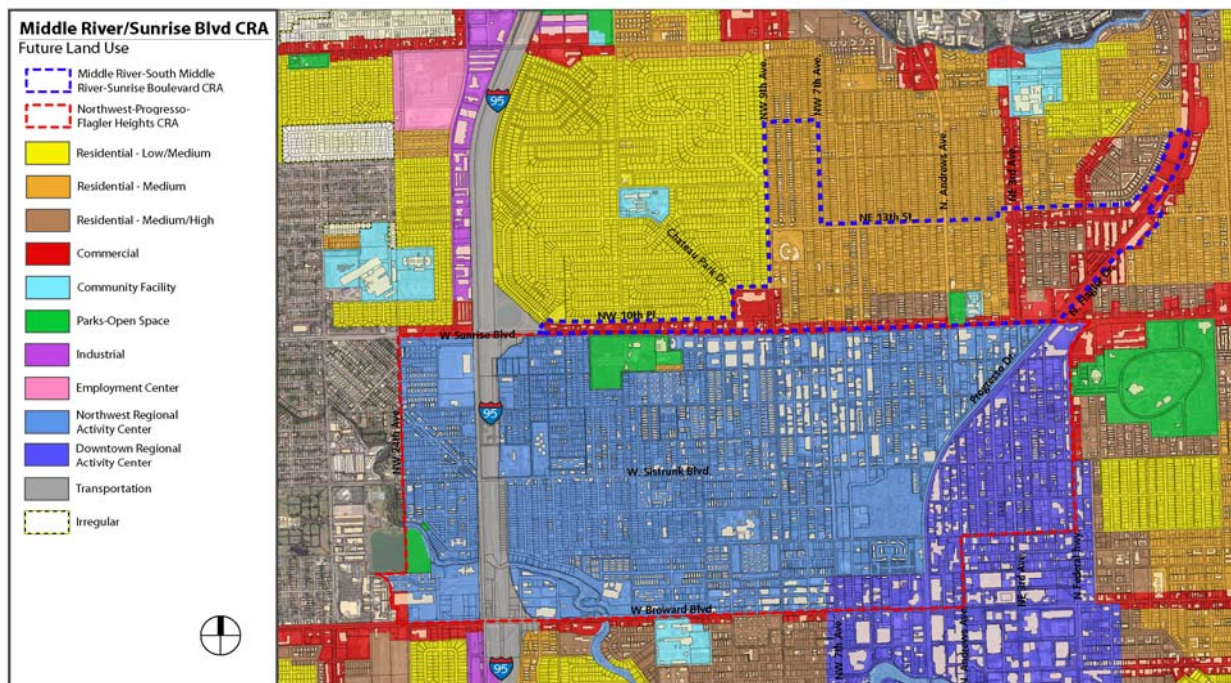 Middle River/Sunrise Blvd CRA
Future Land Use
Middle River-South Middle
River-Sunrise Boulevard CRA
Northwest-Progresso-
Flagler Heights CRA
Residential - Low/Medium
Residential - Medium
Residential - Medium/High
Commercial
Community Facility
Parks-Open Space
Industrial
Employment Center
Northwest Regional
Activity Center
Downtown Regional
Activity Center
Transportation
Irregular
95
NW 9th Ave.
NW 7th Ave.
N. Andrews Ave.
NE 3rd Ave.
NE 13th St.
Chateau Park Dr.
N. Flagler Dr.
NW 10th Pl.
W Sunrise Blvd.
Progresso Dr.
95
NW 24th Ave
W. Sistrunk Blvd.
NE 3rd Ave.
N. Federal Hwy.
W Broward Blvd.
NW 7th Ave.
N. Andrews Ave.
95